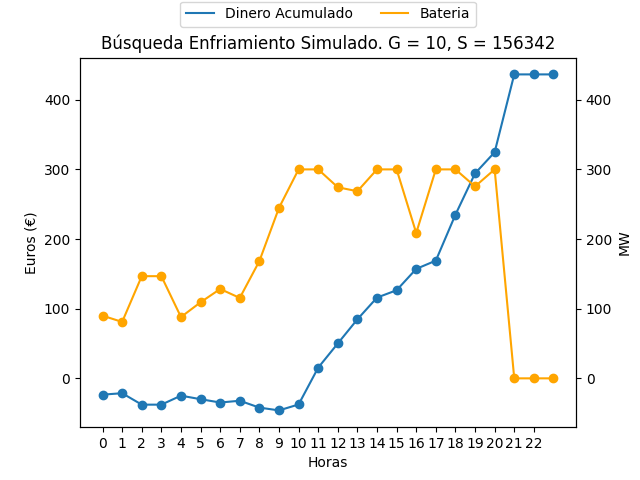 Dinero Acumulado Bateria
Búsqueda Enfriamiento Simulado. G = 10, S = 156342
400 400
300 300
200 200
100 100
0 0
Euros (€)
MW
0 1 2 3 4 5 6 7 8 9 10 11 12 13 14 15 16 17 18 19 20 21 22
Horas